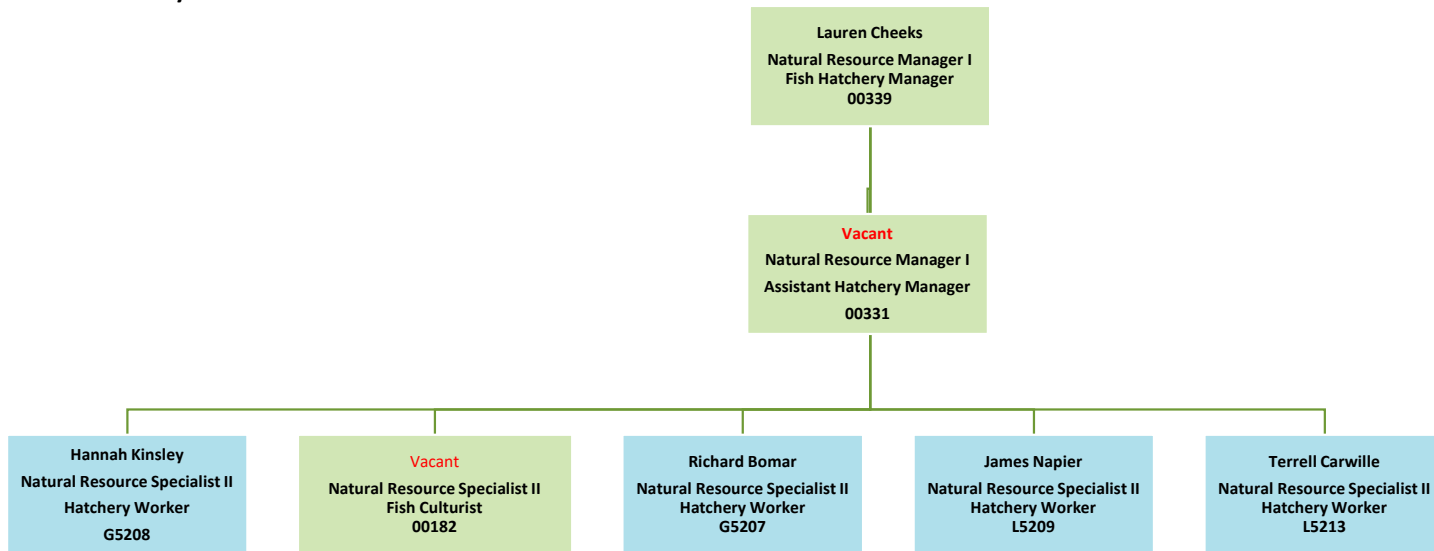 Lauren Cheeks
Natural Resource Manager I
Fish Hatchery Manager
00339
Vacant
Natural Resource Manager I
Assistant Hatchery Manager
00331
Hannah Kinsley
Natural Resource Specialist II
Hatchery Worker
G5208
Vacant
Natural Resource Specialist II
Fish Culturist
00182
Richard Bomar
Natural Resource Specialist II
Hatchery Worker
G5207
James Napier
Natural Resource Specialist II
Hatchery Worker
L5209
Terrell Carwille
Natural Resource Specialist II
Hatchery Worker
L5213